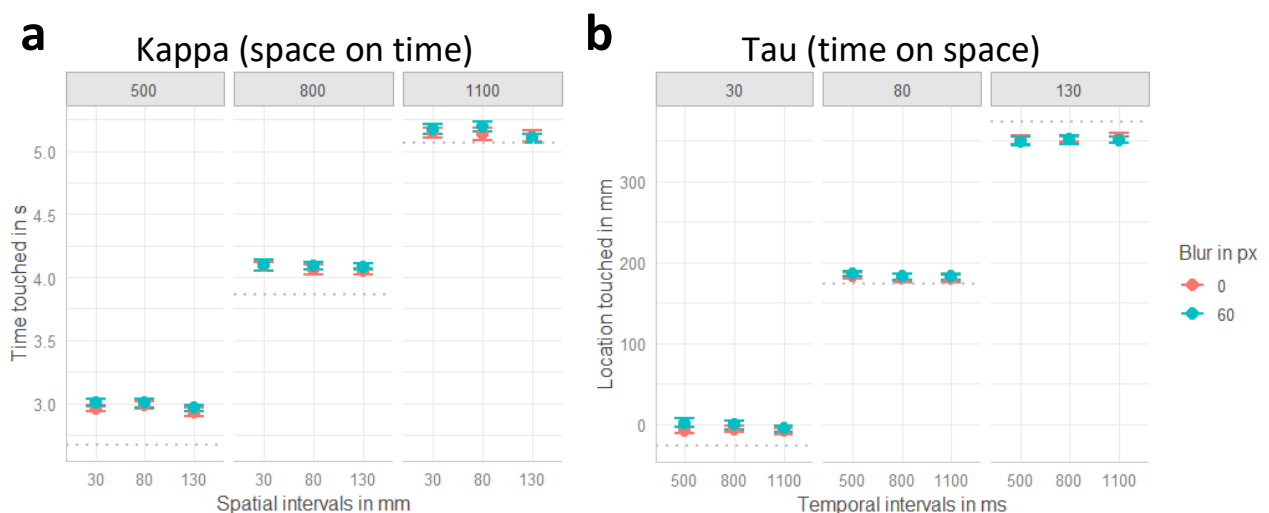 a
Kappa (space on time)
500 800 1100
Time touched in s
5.0
4.5
4.0
3.5
3.0
30 80 130 30 80 130 30 80 130
Spatial intervals in mm
b
Tau (time on space)
30 80 130
Location touched in mm
300
200
100
0
500 800 1100 500 800 1100 500 800 1100
Temporal intervals in ms
Blur in px
0
60